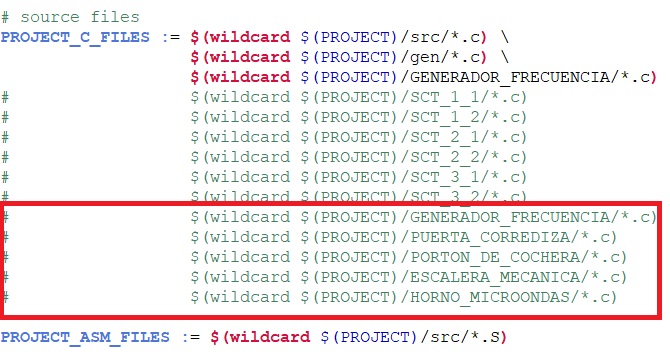 # source files
PROJECT_C_FILES := $(wildcard $(PROJECT)/src/*.c) \
$(wildcard $(PROJECT)/gen/*.c) \
$(wildcard $(PROJECT)/GENERADOR_FRECUENCIA/*.c)
# $(wildcard $(PROJECT)/SCT_1_1/*.c)
# $(wildcard $(PROJECT)/SCT_1_2/*.c)
# $(wildcard $(PROJECT)/SCT_2_1/*.c)
# $(wildcard $(PROJECT)/SCT_2_2/*.c)
# $(wildcard $(PROJECT)/SCT_3_1/*.c)
# $(wildcard $(PROJECT)/SCT_3_2/*.c)
# $(wildcard $(PROJECT)/GENERADOR_FRECUENCIA/*.c)
# $(wildcard $(PROJECT)/PUERTA_CORREDIZA/*.c)
# $(wildcard $(PROJECT)/PORTON_DE_COCHERA/*.c)
# $(wildcard $(PROJECT)/ESCALERA_MECANICA/*.c)
# $(wildcard $(PROJECT)/HORNO_MICROONDAS/*.c)
PROJECT_ASM_FILES := $(wildcard $(PROJECT)/src/*.S)